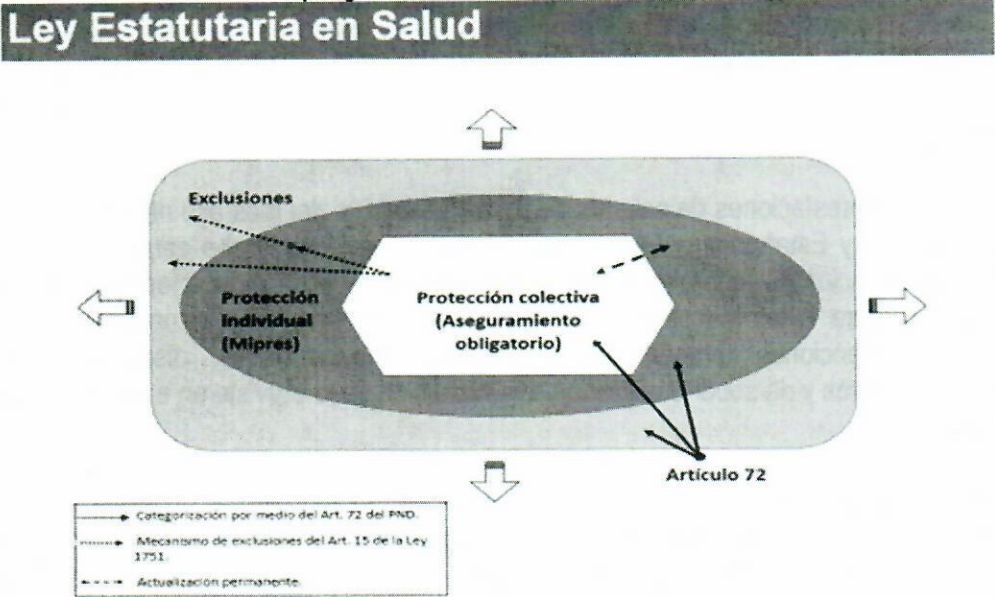 Ley Estatutaria en Salud
Exclusiones
Protección
Individual
(Mipres)
Protección colectiva
(Aseguramiento
obligatorio)
Artículo 72
Categorización por medio del Art. 72 del PND.
Mecanismo de exclusiones del Art. 15 de la Ley
1751.
Actualización permanente.